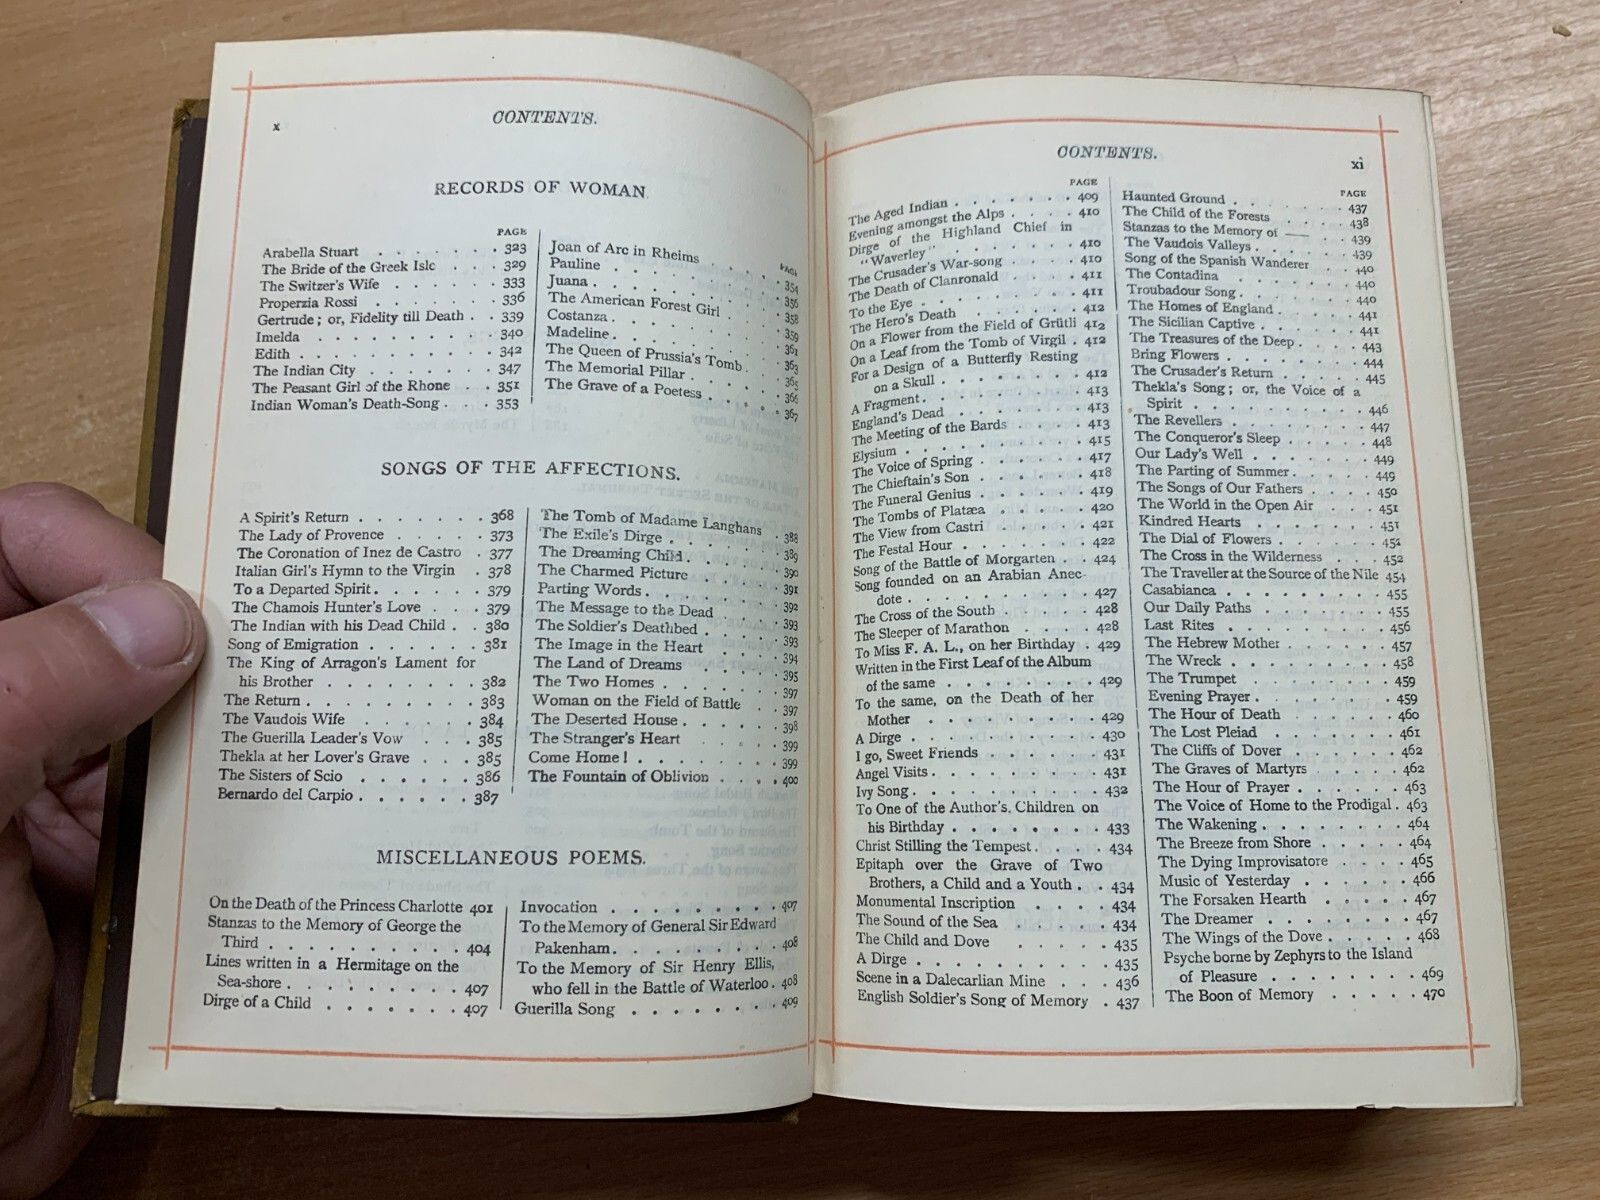 x
CONTENTS.
RECORDS OF WOMAN
PAGE
Arabella Stuart . . . . . . . 323
The Bride of the Greek Isle . . . 329
The Switzer's Wife . . . . . 333
Properzia Rossi . . . . . . 336
Gertrude; or, Fidelity till Death . . 339
Imelda . . . . . . . . 340
Edith . . . . . . . . 342
The Indian City . . . . . . 347
The Peasant Girl of the Rhone . . 351
Indian Woman's Death-Song . . . 353
PAGE
Joan of Arc in Rheims . . . . 354
Pauline . . . . . . . . 356
Juana . . . . . . . . 358
The American Forest Girl . . . 359
Costanza . . . . . . . . 361
Madeline . . . . . . . . 363
The Queen of Prussia's Tomb . . 365
The Memorial Pillar . . . . . 366
The Grave of a Poetess . . . . 367
SONGS OF THE AFFECTIONS.
A Spirit's Return . . . . . . . 368
The Lady of Provence . . . . . 373
The Coronation of Inez de Castro . 377
Italian Girl's Hymn to the Virgin . 378
To a Departed Spirit . . . . . . 379
The Chamois Hunter's Love . . . 379
The Indian with his Dead Child . . 380
Song of Emigration . . . . . . 381
The King of Arragon's Lament for
his Brother . . . . . . . . 382
The Return . . . . . . . . 383
The Vaudois Wife . . . . . . 384
The Guerilla Leader's Vow . . . 385
Thekla at her Lover's Grave . . . 385
The Sisters of Scio . . . . . . 386
Bernardo del Carpio . . . . . . 387
The Tomb of Madame Langhans . 388
The Exile's Dirge . . . . . . 389
The Dreaming Child . . . . . 390
The Charmed Picture . . . . . 391
Parting Words . . . . . . . 392
The Message to the Dead . . . . 393
The Soldier's Deathbed . . . . 393
The Image in the Heart . . . . 394
The Land of Dreams . . . . . 395
The Two Homes . . . . . . 397
Woman on the Field of Battle . . 397
The Deserted House . . . . . . 398
The Stranger's Heart . . . . . 399
Come Home! . . . . . . . . 399
The Fountain of Oblivion . . . . 400
MISCELLANEOUS POEMS.
On the Death of the Princess Charlotte 401
Stanzas to the Memory of George the
Third . . . . . . . . . . 404
Lines written in a Hermitage on the
Sea-shore . . . . . . . . . 407
Dirge of a Child . . . . . . . 407
Invocation . . . . . . . . . 407
To the Memory of General Sir Edward
Pakenham . . . . . . . . . 408
To the Memory of Sir Henry Ellis,
who fell in the Battle of Waterloo . 408
Guerilla Song . . . . . . . . 409
CONTENTS.
xi
PAGE
The Aged Indian . . . . . . . 409
Evening amongst the Alps . . . . 410
Dirge of the Highland Chief in
"Waverley" . . . . . . . . 410
The Crusader's War-song . . . . 410
The Death of Clanronald . . . . 411
To the Eye . . . . . . . . 411
The Hero's Death . . . . . . 412
On a Flower from the Field of Grütli 412
On a Leaf from the Tomb of Virgil . 412
For a Design of a Butterfly Resting
on a Skull . . . . . . . . 412
A Fragment . . . . . . . . 413
England's Dead . . . . . . . 413
The Meeting of the Bards . . . . 413
Elysium . . . . . . . . . 415
The Voice of Spring . . . . . . 417
The Chieftain's Son . . . . . . 418
The Funeral Genius . . . . . . 419
The Tombs of Platæa . . . . . 420
The View from Castri . . . . . 421
The Festal Hour . . . . . . . 422
Song of the Battle of Morgarten . . 424
Song founded on an Arabian Anec-
dote . . . . . . . . . . 427
The Cross of the South . . . . . 428
The Sleeper of Marathon . . . . 428
To Miss F. A. L., on her Birthday . 429
Written in the First Leaf of the Album
of the same . . . . . . . . 429
To the same, on the Death of her
Mother . . . . . . . . . 429
A Dirge . . . . . . . . . 430
I go, Sweet Friends . . . . . . 431
Angel Visits . . . . . . . . 431
Ivy Song . . . . . . . . . 432
To One of the Author's Children on
his Birthday . . . . . . . . 433
Christ Stilling the Tempest . . . . 434
Epitaph over the Grave of Two
Brothers, a Child and a Youth . . 434
Monumental Inscription . . . . 434
The Sound of the Sea . . . . . 434
The Child and Dove . . . . . 435
A Dirge . . . . . . . . . 435
Scene in a Dalecarlian Mine . . . 436
English Soldier's Song of Memory . 437
PAGE
Haunted Ground . . . . . . . 437
The Child of the Forests . . . . 438
Stanzas to the Memory of —— . . 439
The Vaudois Valleys . . . . . . 439
Song of the Spanish Wanderer . . 440
The Contadina . . . . . . . 440
Troubadour Song . . . . . . . 440
The Homes of England . . . . . 441
The Sicilian Captive . . . . . . 441
The Treasures of the Deep . . . . 443
Bring Flowers . . . . . . . . 444
The Crusader's Return . . . . . 445
Thekla's Song; or, the Voice of a
Spirit . . . . . . . . . . 446
The Revellers . . . . . . . . 447
The Conqueror's Sleep . . . . . 448
Our Lady's Well . . . . . . . 449
The Parting of Summer . . . . . 449
The Songs of Our Fathers . . . . 450
The World in the Open Air . . . 451
Kindred Hearts . . . . . . . 451
The Dial of Flowers . . . . . . 451
The Cross in the Wilderness . . . 452
The Traveller at the Source of the Nile 454
Casabianca . . . . . . . . . 455
Our Daily Paths . . . . . . . 455
Last Rites . . . . . . . . . 456
The Hebrew Mother . . . . . . 457
The Wreck . . . . . . . . . 458
The Trumpet . . . . . . . . 459
Evening Prayer . . . . . . . . 459
The Hour of Death . . . . . . 460
The Lost Pleiad . . . . . . . 461
The Cliffs of Dover . . . . . . 462
The Graves of Martyrs . . . . . 462
The Hour of Prayer . . . . . . 463
The Voice of Home to the Prodigal . 463
The Wakening . . . . . . . . 464
The Breeze from Shore . . . . . 464
The Dying Improvisatore . . . . 465
Music of Yesterday . . . . . . 466
The Forsaken Hearth . . . . . 467
The Dreamer . . . . . . . . 467
The Wings of the Dove . . . . . 468
Psyche borne by Zephyrs to the Island
of Pleasure . . . . . . . . 469
The Boon of Memory . . . . . 470